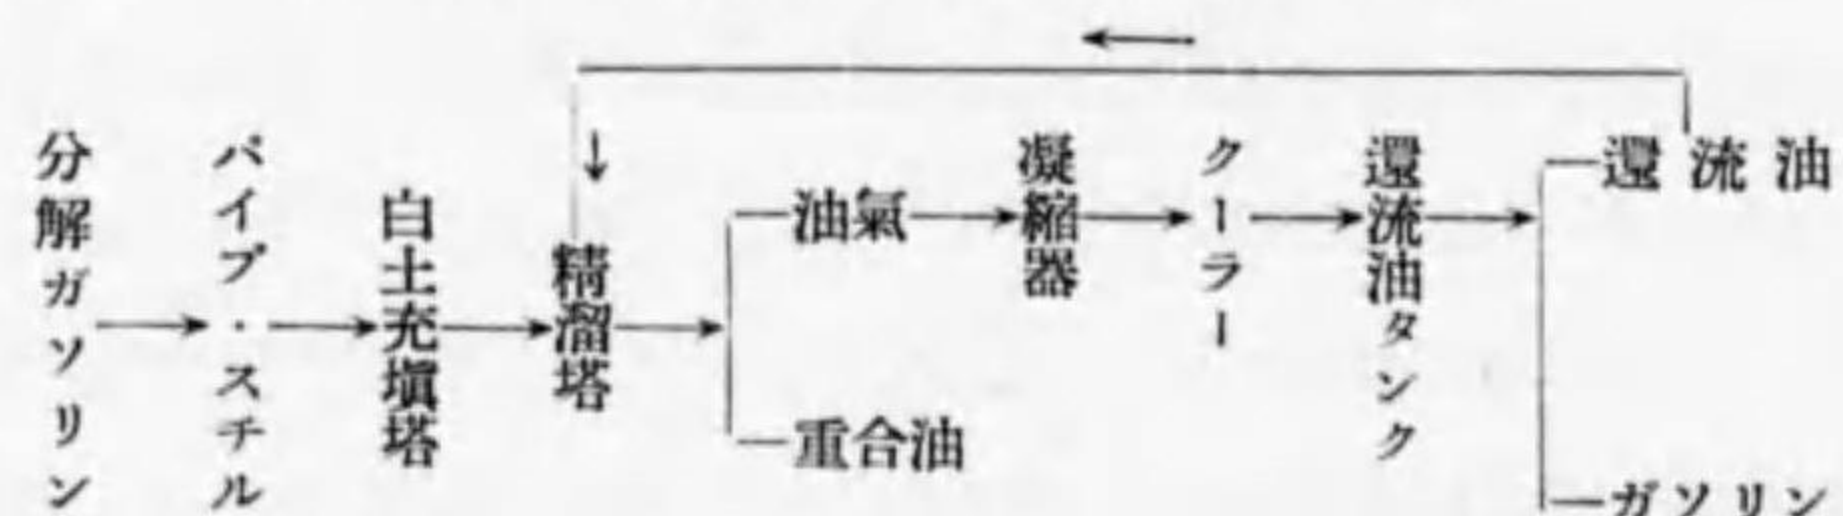 分解ガソリン
パイプ・スチル
白土充塡塔
精溜塔
油氣
重合油
凝縮器
クーラー
還流油タンク
還流油
ガソリン